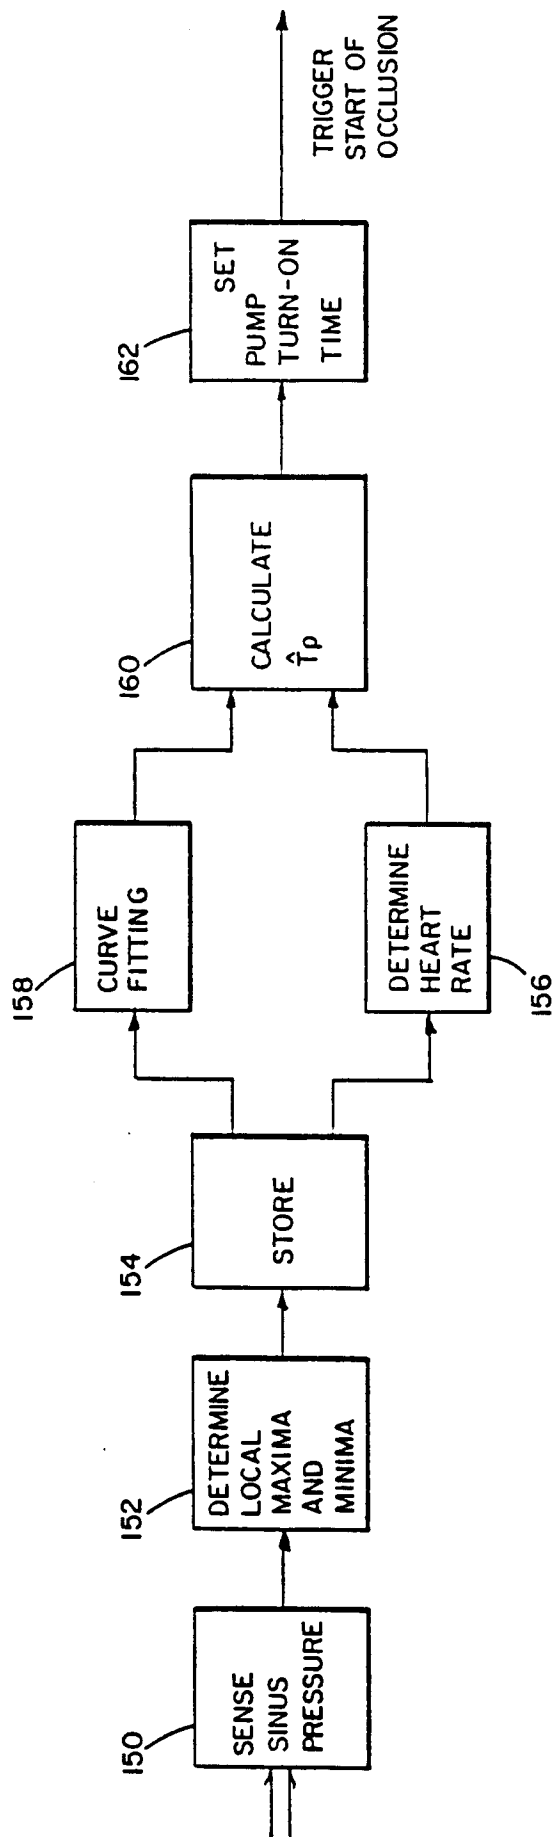 150
SENSE
SINUS
PRESSURE
152
DETERMINE
LOCAL
MAXIMA
AND
MINIMA
154
STORE
158
CURVE
FITTING
DETERMINE
HEART
RATE
156
160
CALCULATE
T̂p
162
SET
PUMP
TURN-ON
TIME
TRIGGER
START OF
OCCLUSION